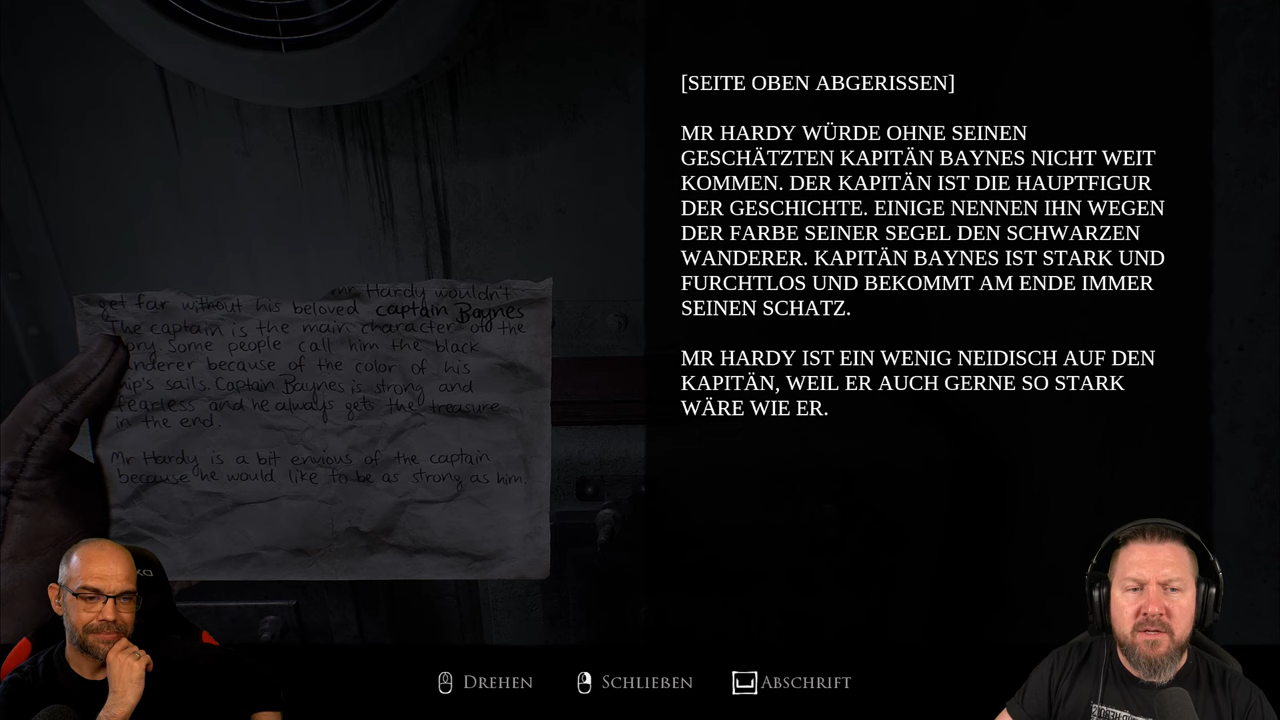 mr Hardy wouldn't
get far without his beloved captain Baynes
The captain is the main character of the
story. Some people call him the black
wanderer because of the color of his
ship's sails. Captain Baynes is strong and
fearless and he always gets the treasure
in the end.
Mr Hardy is a bit envious of the captain
because he would like to be as strong as him.
[SEITE OBEN ABGERISSEN]
MR HARDY WÜRDE OHNE SEINEN
GESCHÄTZTEN KAPITÄN BAYNES NICHT WEIT
KOMMEN. DER KAPITÄN IST DIE HAUPTFIGUR
DER GESCHICHTE. EINIGE NENNEN IHN WEGEN
DER FARBE SEINER SEGEL DEN SCHWARZEN
WANDERER. KAPITÄN BAYNES IST STARK UND
FURCHTLOS UND BEKOMMT AM ENDE IMMER
SEINEN SCHATZ.
MR HARDY IST EIN WENIG NEIDISCH AUF DEN
KAPITÄN, WEIL ER AUCH GERNE SO STARK
WÄRE WIE ER.
DREHEN
SCHLIEßEN
ABSCHRIFT